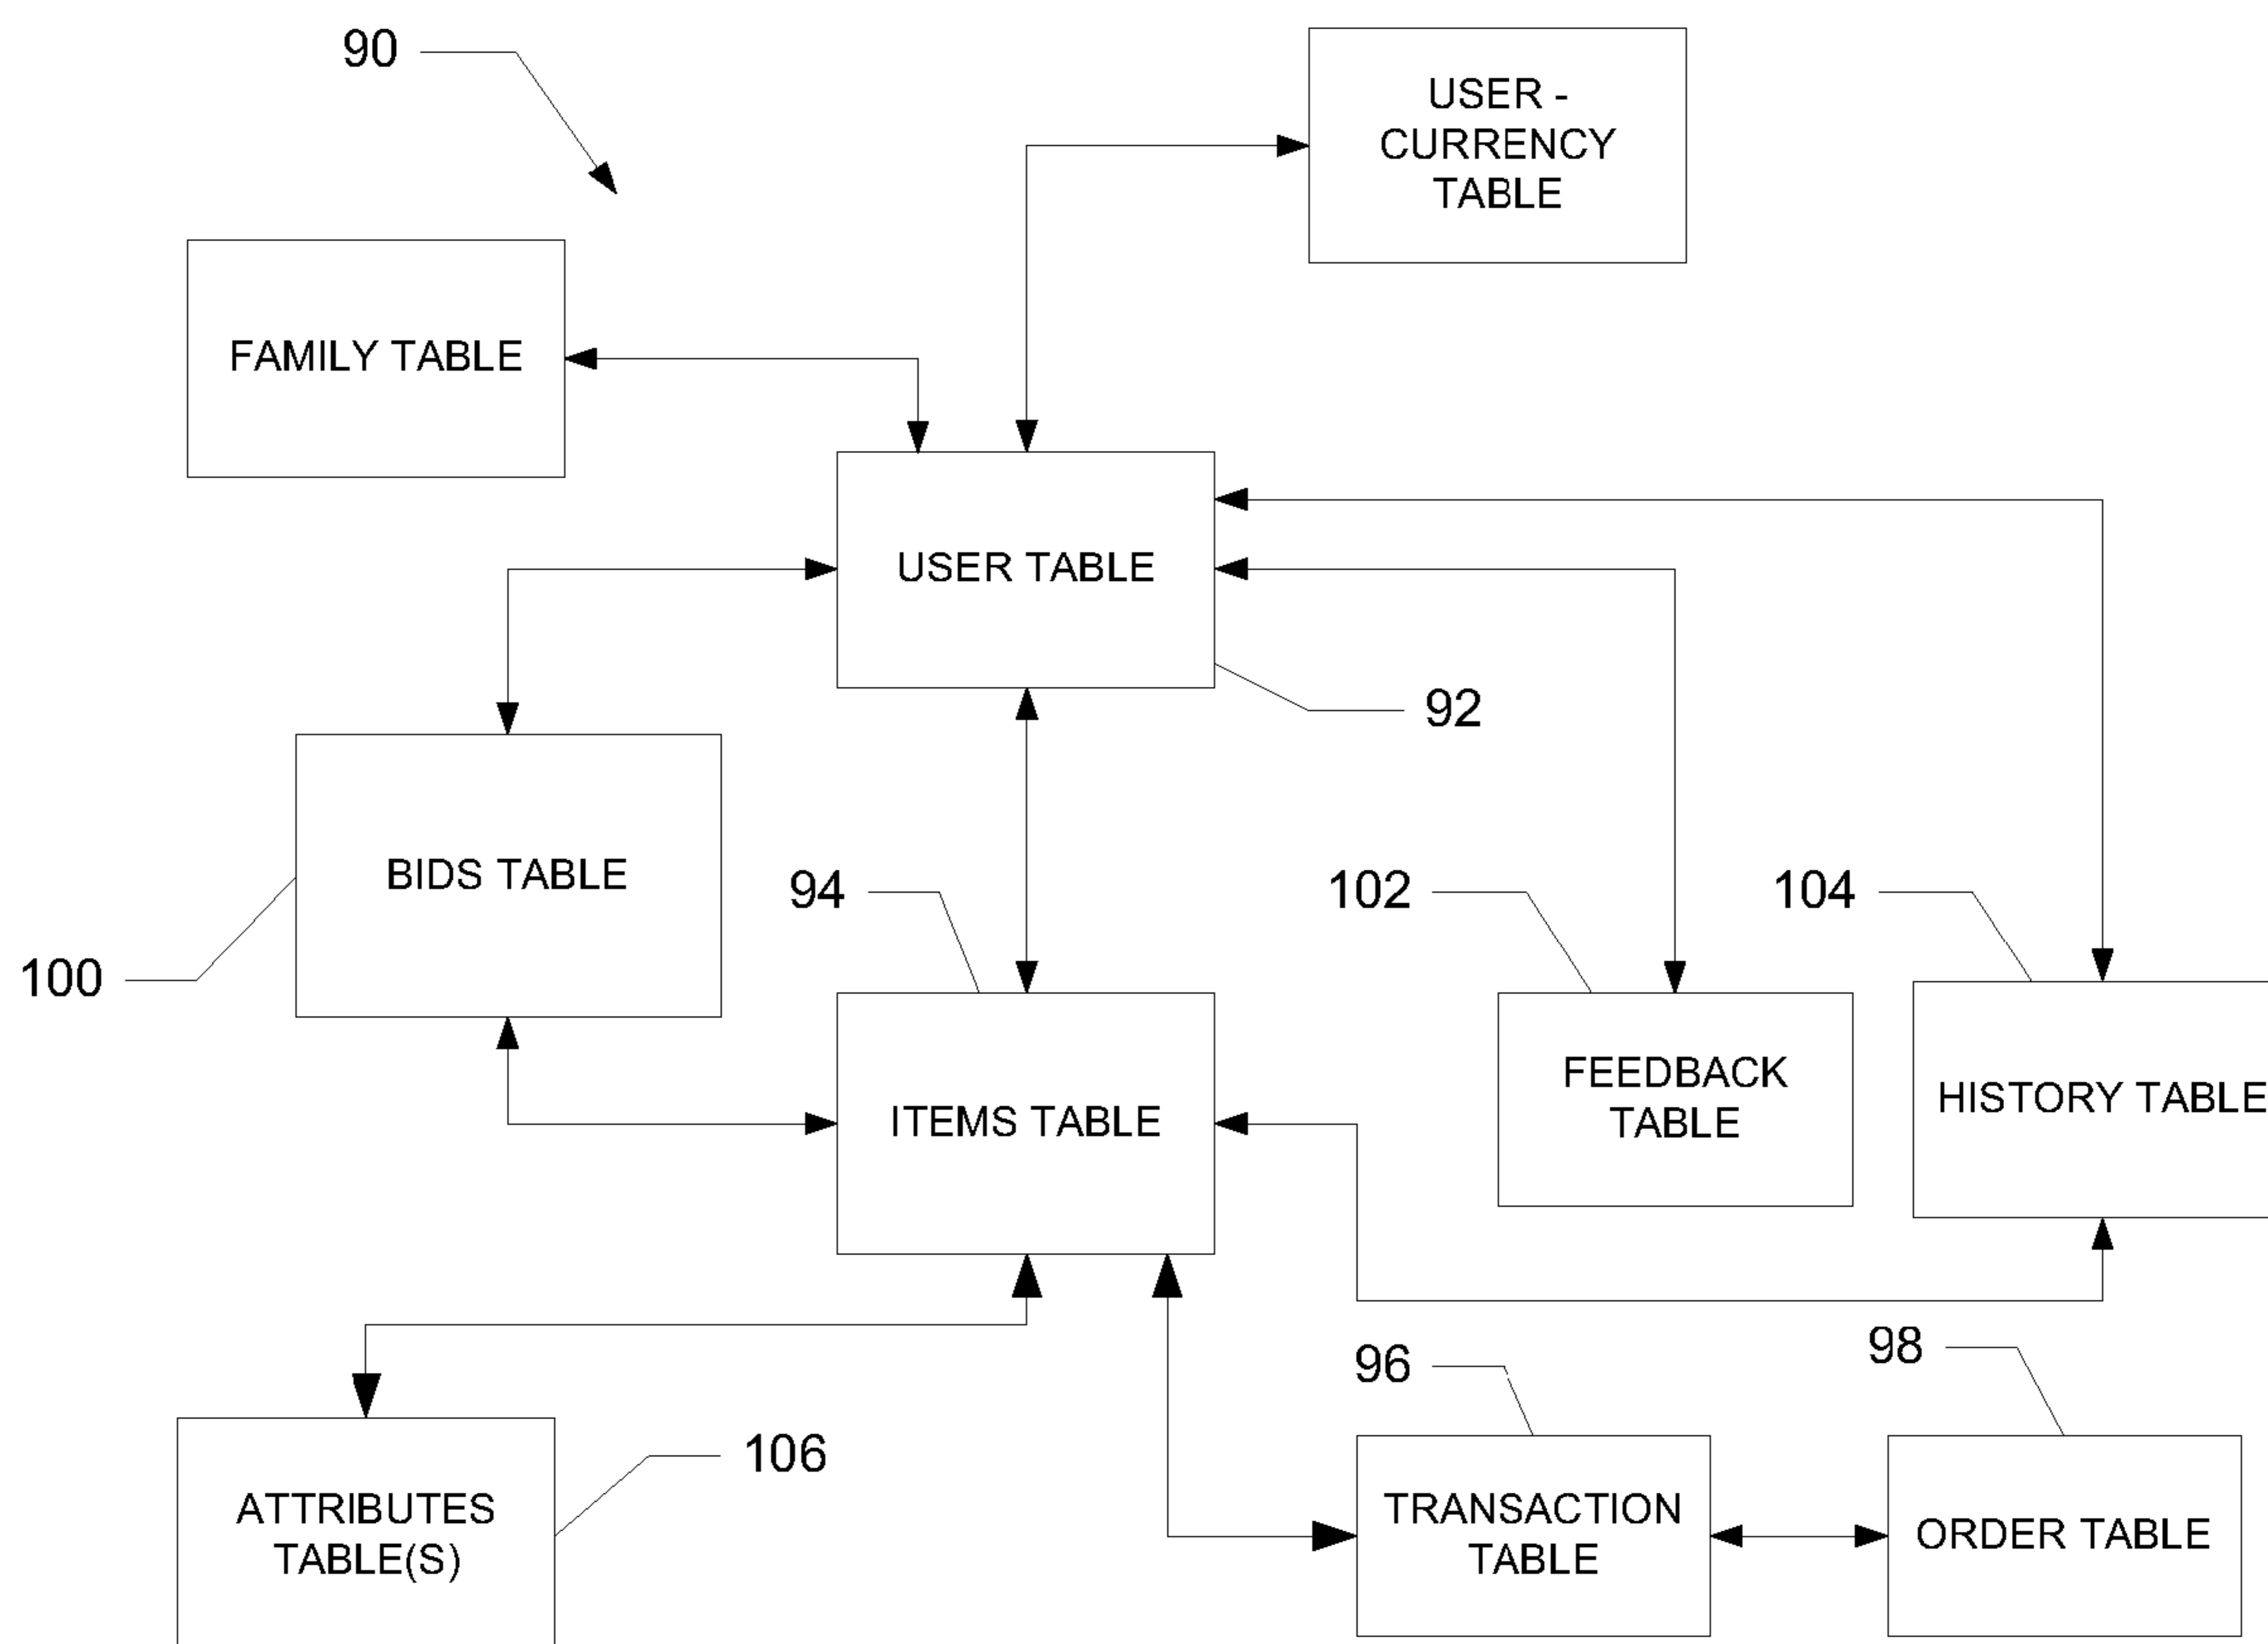 90
USER -
CURRENCY
TABLE
FAMILY TABLE
USER TABLE
92
BIDS TABLE
94
102
104
100
FEEDBACK
TABLE
HISTORY TABLE
ITEMS TABLE
96
98
106
ATTRIBUTES
TABLE(S)
TRANSACTION
TABLE
ORDER TABLE